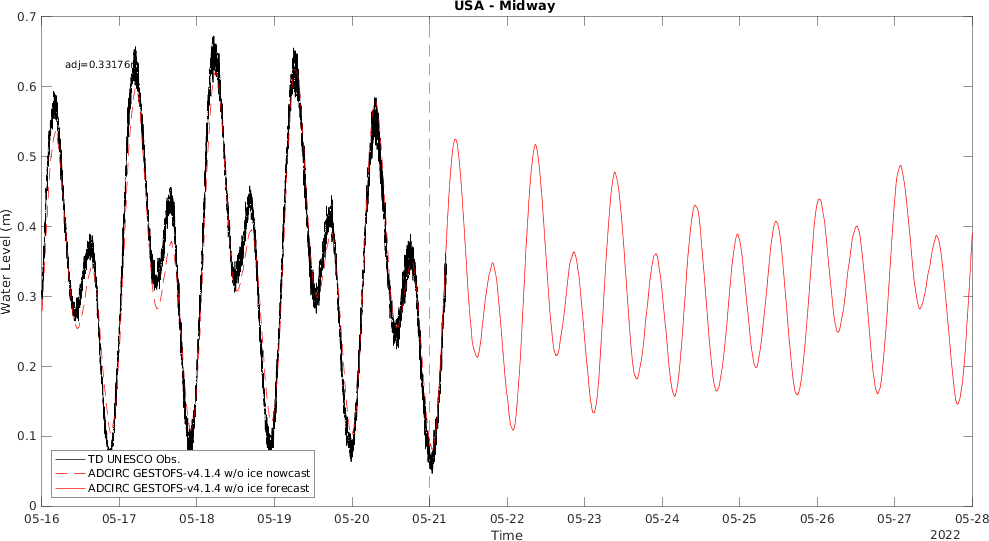 USA - Midway
adj=0.33176m
Water Level (m)
0.7
0.6
0.5
0.4
0.3
0.2
0.1
0
TD UNESCO Obs.
ADCIRC GESTOFS-v4.1.4 w/o ice nowcast
ADCIRC GESTOFS-v4.1.4 w/o ice forecast
05-16 05-17 05-18 05-19 05-20 05-21 05-22 05-23 05-24 05-25 05-26 05-27 05-28
Time
2022